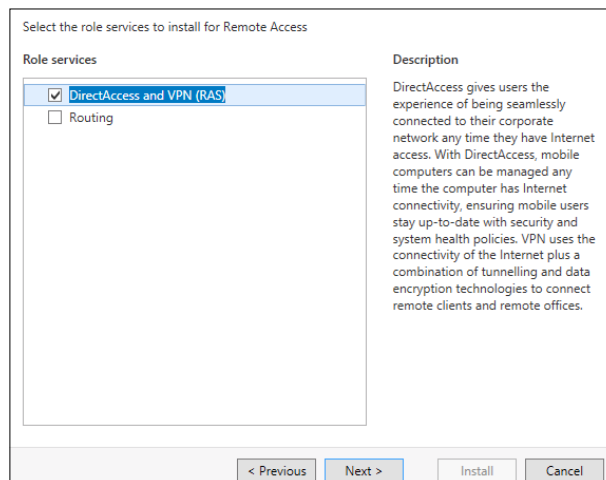 Select the role services to install for Remote Access
Role services
DirectAccess and VPN (RAS)
Routing
Description
DirectAccess gives users the
experience of being seamlessly
connected to their corporate
network any time they have Internet
access. With DirectAccess, mobile
computers can be managed any
time the computer has Internet
connectivity, ensuring mobile users
stay up-to-date with security and
system health policies. VPN uses the
connectivity of the Internet plus a
combination of tunnelling and data
encryption technologies to connect
remote clients and remote offices.
< Previous
Next >
Install
Cancel